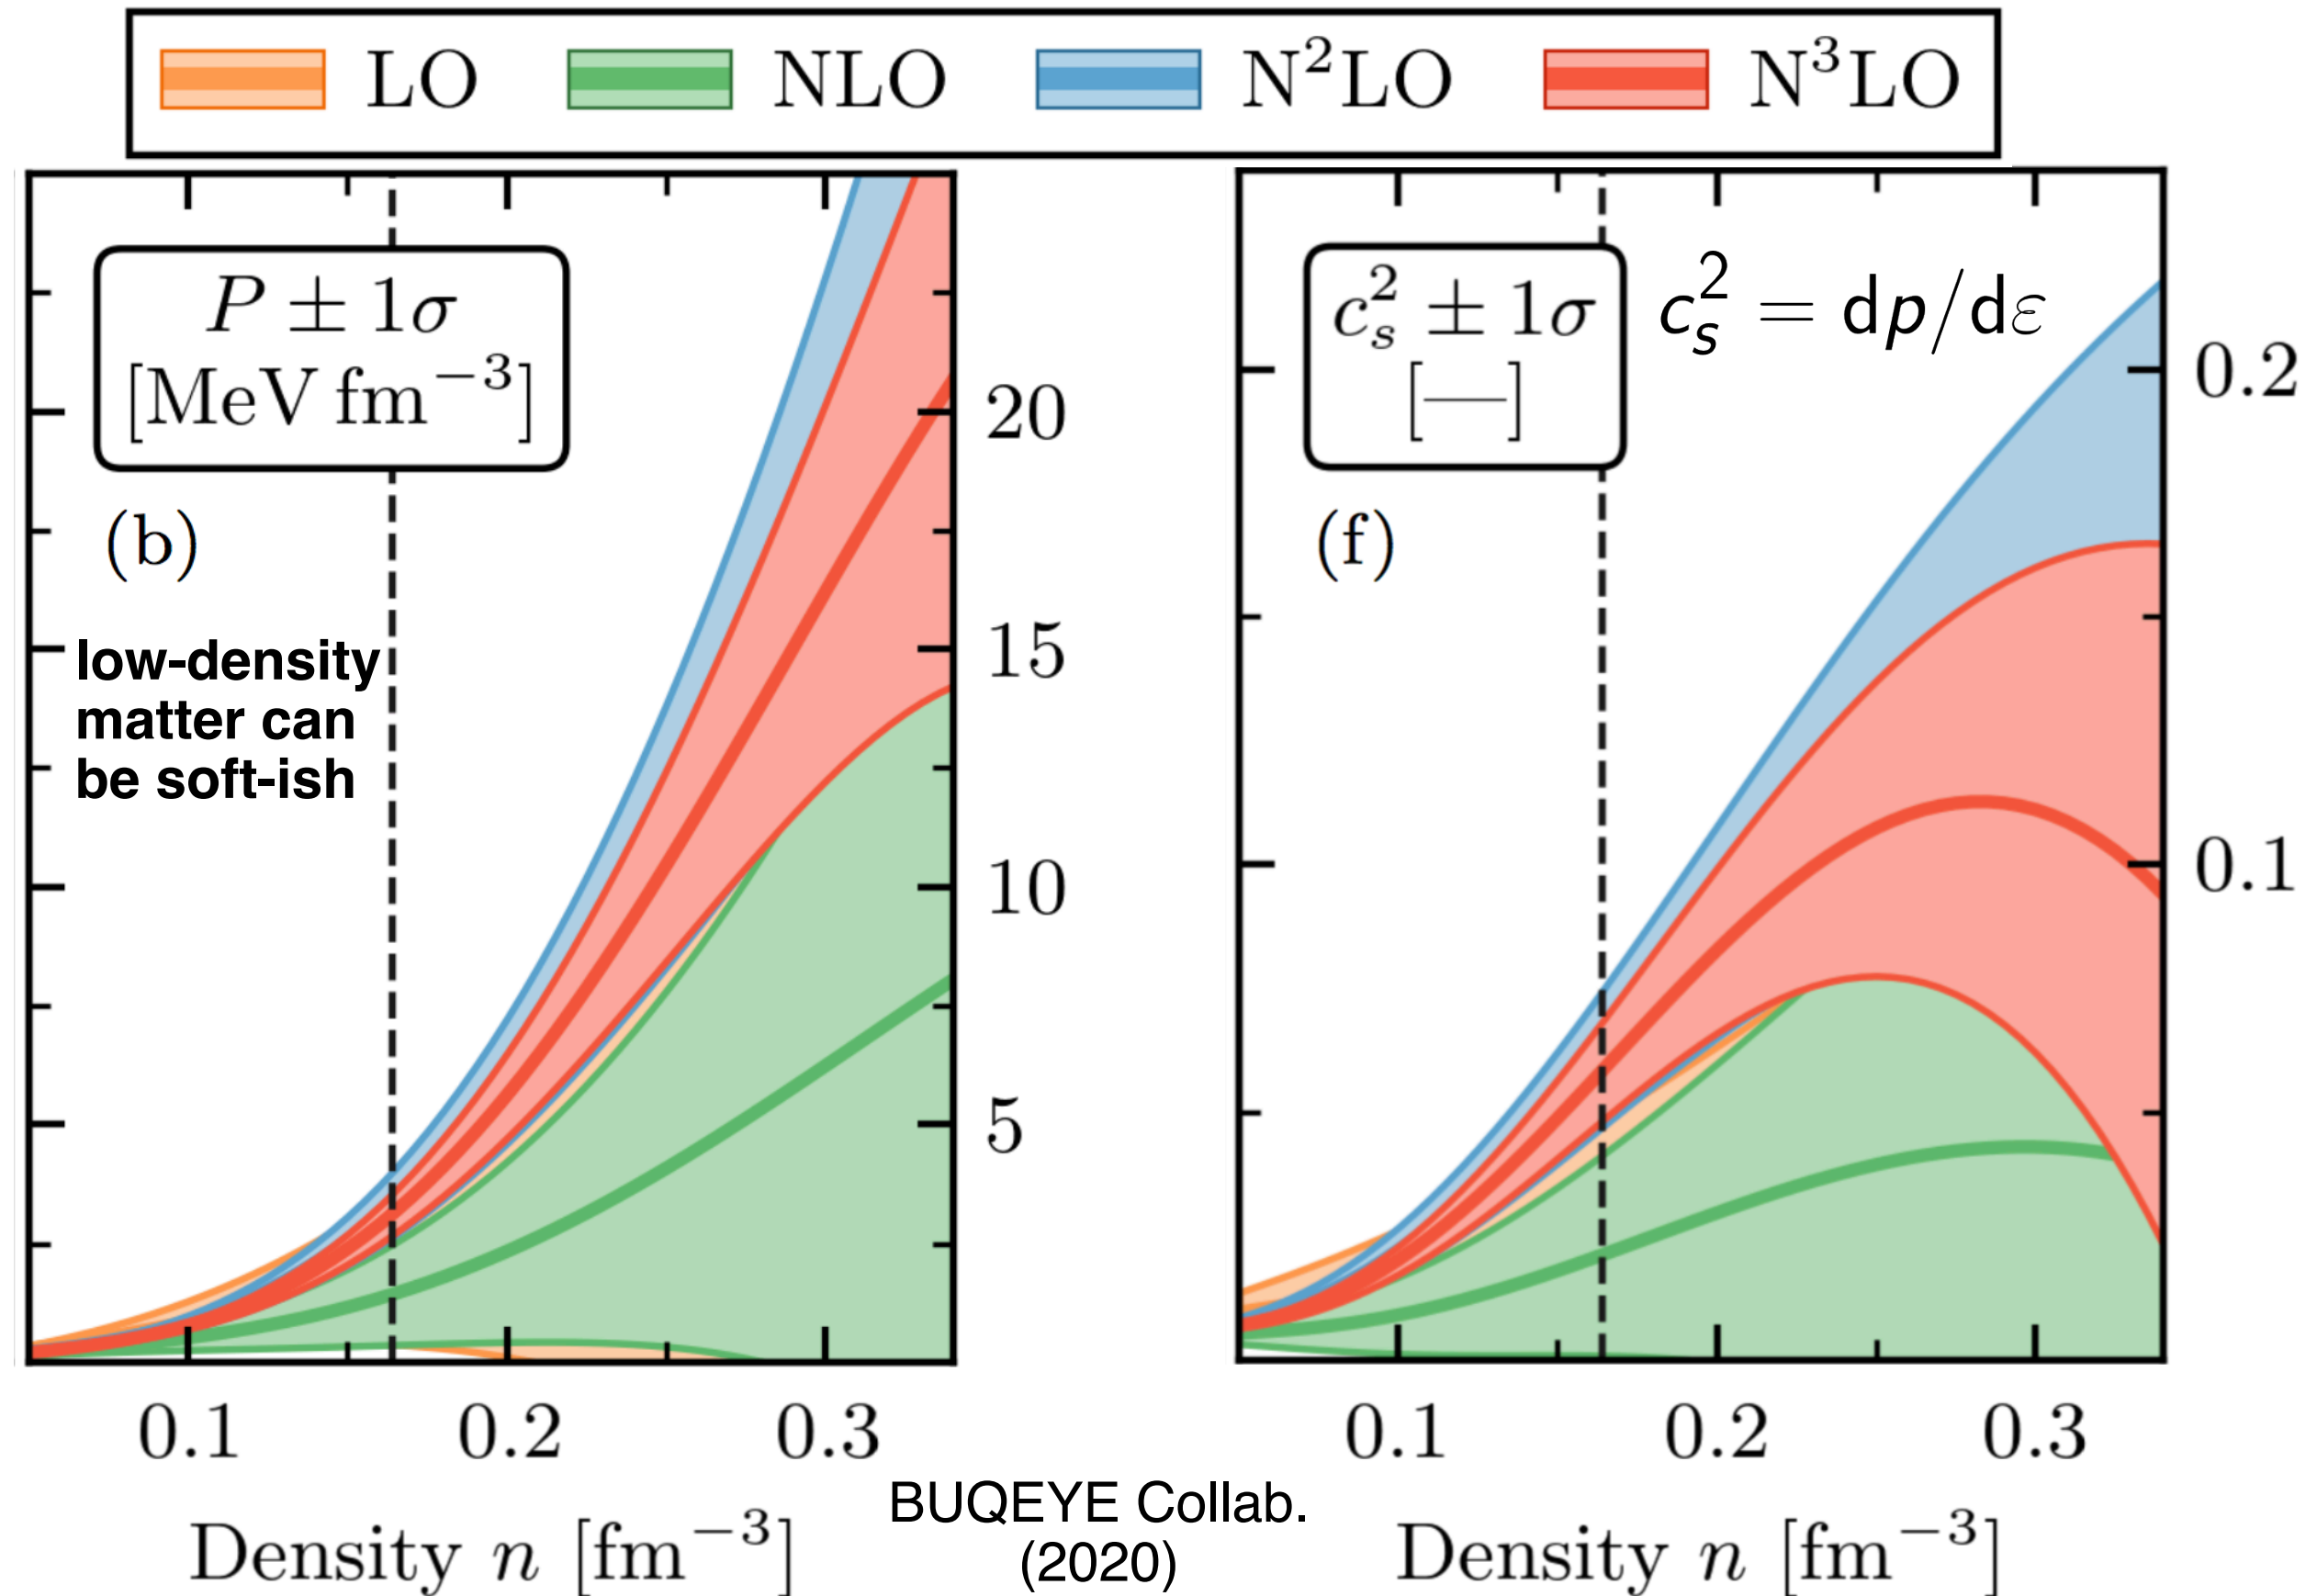 LO NLO N²LO N³LO
P ± 1σ
[MeV fm⁻³]
(b)
low-density
matter can
be soft-ish
20
15
10
5
0.1 0.2 0.3
Density n [fm⁻³]
c_s² ± 1σ
[—]
c_s² = dp/dε
(f)
0.2
0.1
0.1 0.2 0.3
Density n [fm⁻³]
BUQEYE Collab.
(2020)